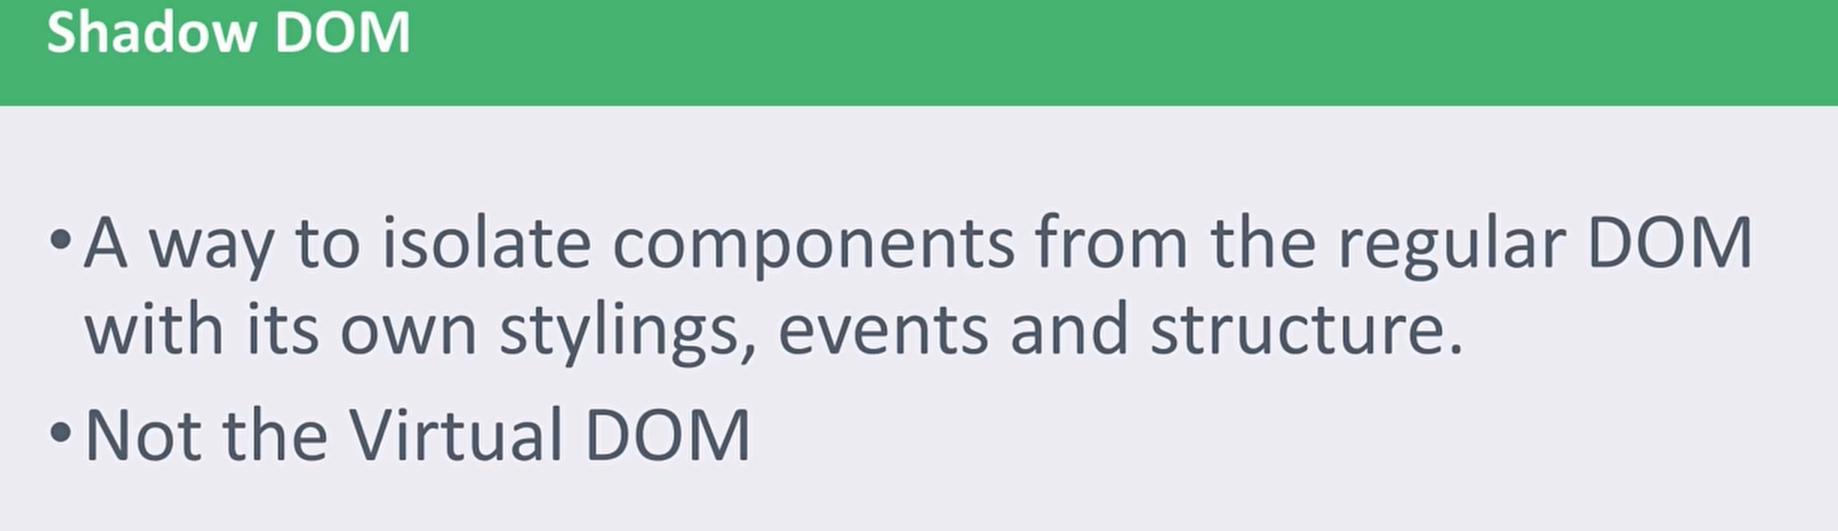 Shadow DOM
•A way to isolate components from the regular DOM
with its own stylings, events and structure.
•Not the Virtual DOM